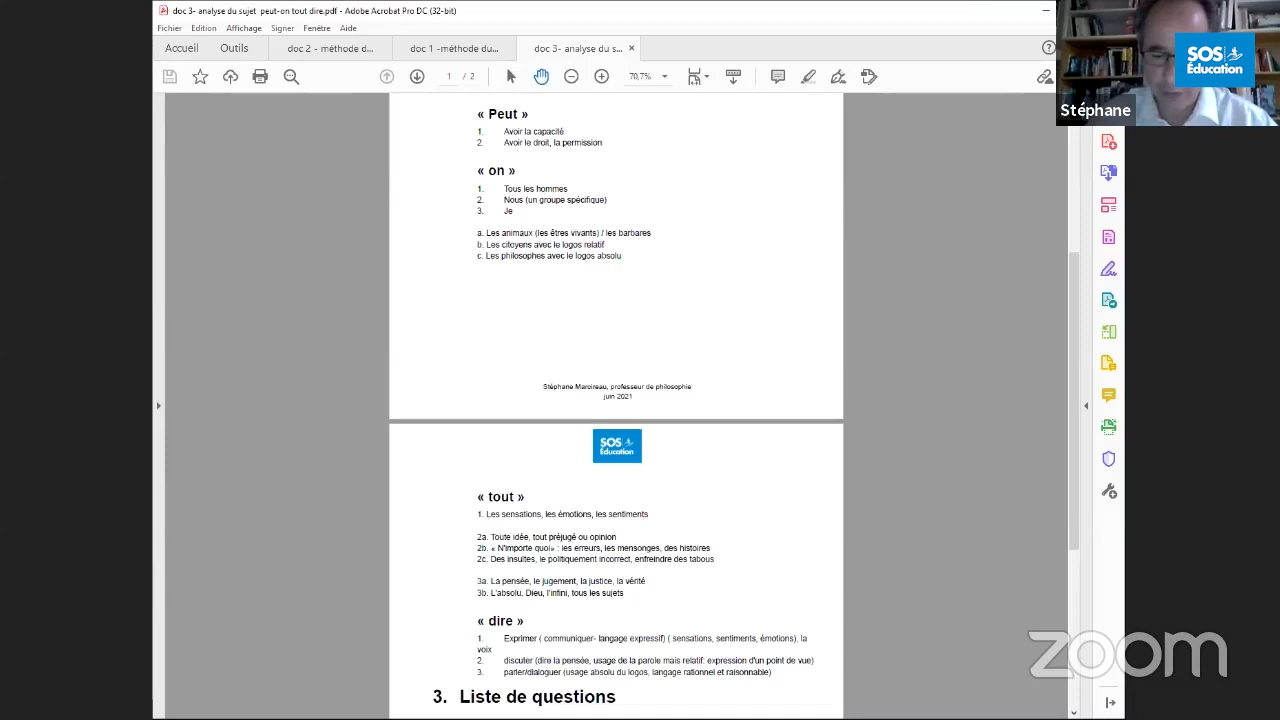 doc 3- analyse du sujet peut-on tout dire.pdf - Adobe Acrobat Pro DC (32-bit)
Fichier Edition Affichage Signer Fenêtre Aide
Accueil Outils doc 2 - méthode d... doc 1 -méthode du... doc 3- analyse du s... ×
1 / 2 70,7%
SOS Éducation
Stéphane
« Peut »
1. Avoir la capacité
2. Avoir le droit, la permission
« on »
1. Tous les hommes
2. Nous (un groupe spécifique)
3. Je
a. Les animaux (les êtres vivants) / les barbares
b. Les citoyens avec le logos relatif
c. Les philosophes avec le logos absolu
Stéphane Marcireau, professeur de philosophie
juin 2021
SOS Éducation
« tout »
1. Les sensations, les émotions, les sentiments
2a. Toute idée, tout préjugé ou opinion
2b. « N'importe quoi» : les erreurs, les mensonges, des histoires
2c. Des insultes, le politiquement incorrect, enfreindre des tabous
3a. La pensée, le jugement, la justice, la vérité
3b. L'absolu, Dieu, l'infini, tous les sujets
« dire »
1. Exprimer ( communiquer- langage expressif) ( sensations, sentiments, émotions), la
voix
2. discuter (dire la pensée, usage de la parole mais relatif: expression d'un point de vue)
3. parler/dialoguer (usage absolu du logos, langage rationnel et raisonnable)
3. Liste de questions
zoom